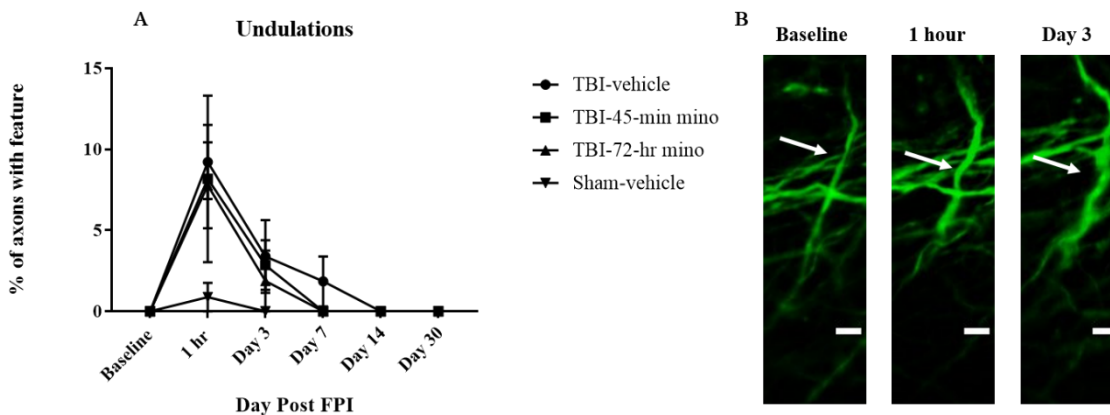 A
Undulations
% of axons with feature
15
10
5
0
Baseline
1 hr
Day 3
Day 7
Day 14
Day 30
Day Post FPI
TBI-vehicle
TBI-45-min mino
TBI-72-hr mino
Sham-vehicle
B
Baseline
1 hour
Day 3